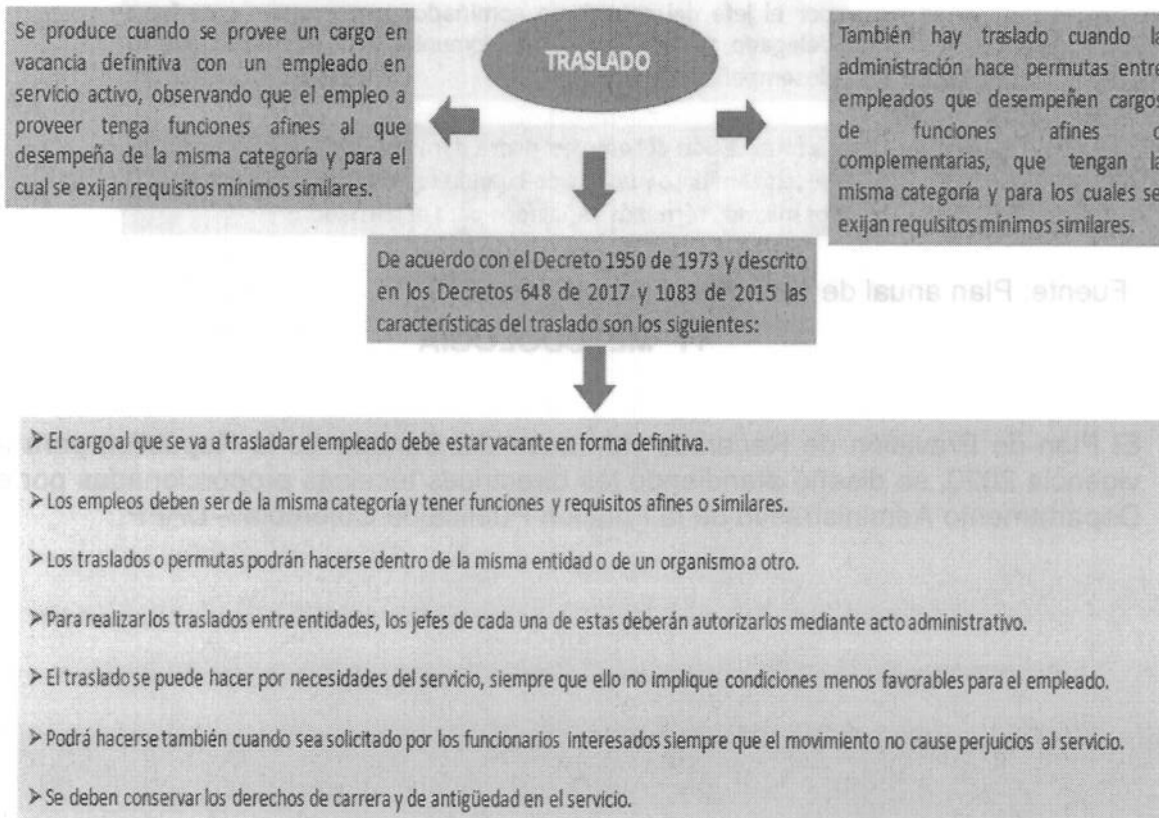 TRASLADO
Se produce cuando se provee un cargo en
vacancia definitiva con un empleado en
servicio activo, observando que el empleo a
proveer tenga funciones afines al que
desempeña de la misma categoría y para el
cual se exijan requisitos mínimos similares.
También hay traslado cuando la
administración hace permutas entre
empleados que desempeñen cargos
de funciones afines o
complementarias, que tengan la
misma categoría y para los cuales se
exijan requisitos mínimos similares.
De acuerdo con el Decreto 1950 de 1973 y descrito
en los Decretos 648 de 2017 y 1083 de 2015 las
características del traslado son los siguientes:
➤ El cargo al que se va a trasladar el empleado debe estar vacante en forma definitiva.
➤ Los empleos deben ser de la misma categoría y tener funciones y requisitos afines o similares.
➤ Los traslados o permutas podrán hacerse dentro de la misma entidad o de un organismo a otro.
➤ Para realizar los traslados entre entidades, los jefes de cada una de estas deberán autorizarlos mediante acto administrativo.
➤ El traslado se puede hacer por necesidades del servicio, siempre que ello no implique condiciones menos favorables para el empleado.
➤ Podrá hacerse también cuando sea solicitado por los funcionarios interesados siempre que el movimiento no cause perjuicios al servicio.
➤ Se deben conservar los derechos de carrera y de antigüedad en el servicio.